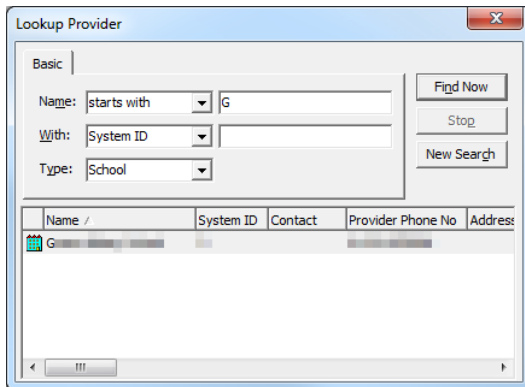 Lookup Provider
Basic
Name: starts with G
With: System ID
Type: School
Find Now
Stop
New Search
Name System ID Contact Provider Phone No Address
G